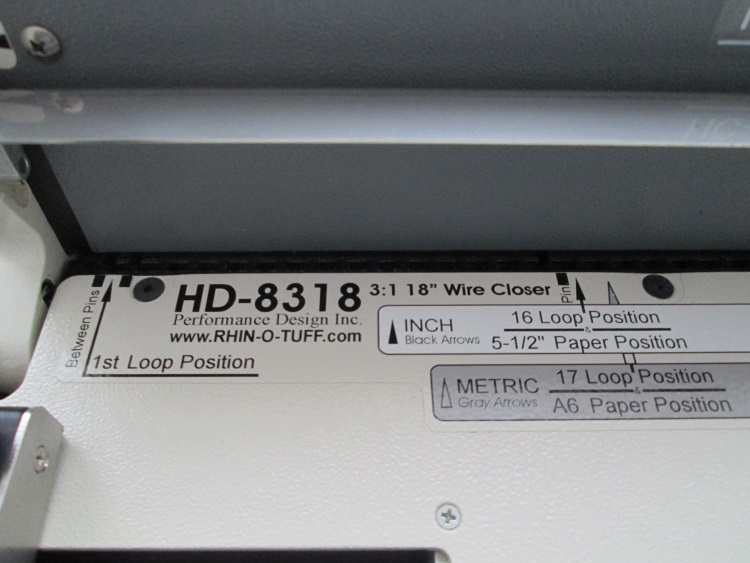 HD-8318 3:1 18" Wire Closer
Performance Design Inc.
www.RHIN-O-TUFF.com
Between Pins
1st Loop Position
Pin
INCH
Black Arrows
16 Loop Position
&
5-1/2" Paper Position
METRIC
Gray Arrows
17 Loop Position
&
A6 Paper Position